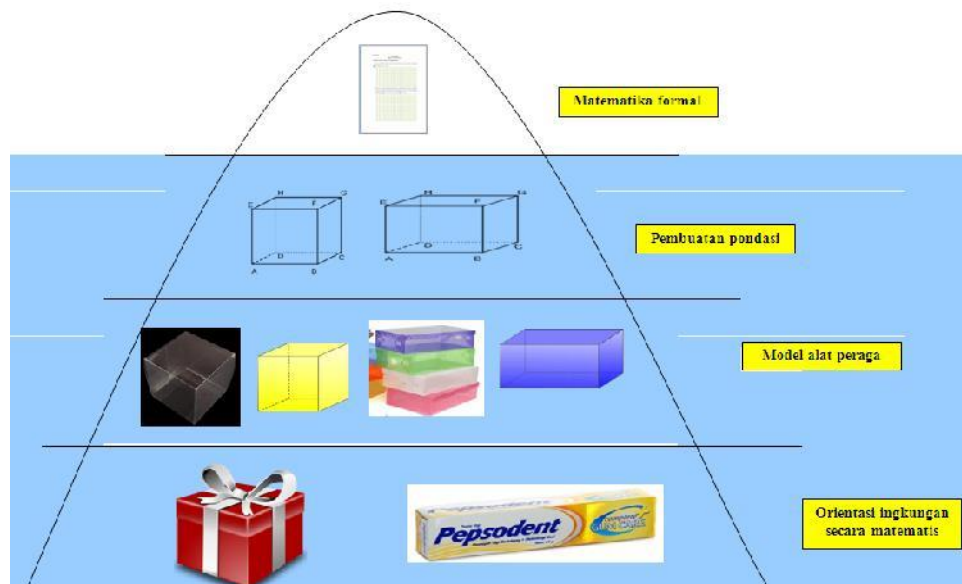 Matematika formal
H G
E F
D C
A B
H G
E F
D C
A B
Pembuatan pondasi
Model alat peraga
Pepsodent
Orientasi ingkungan
secara matematis